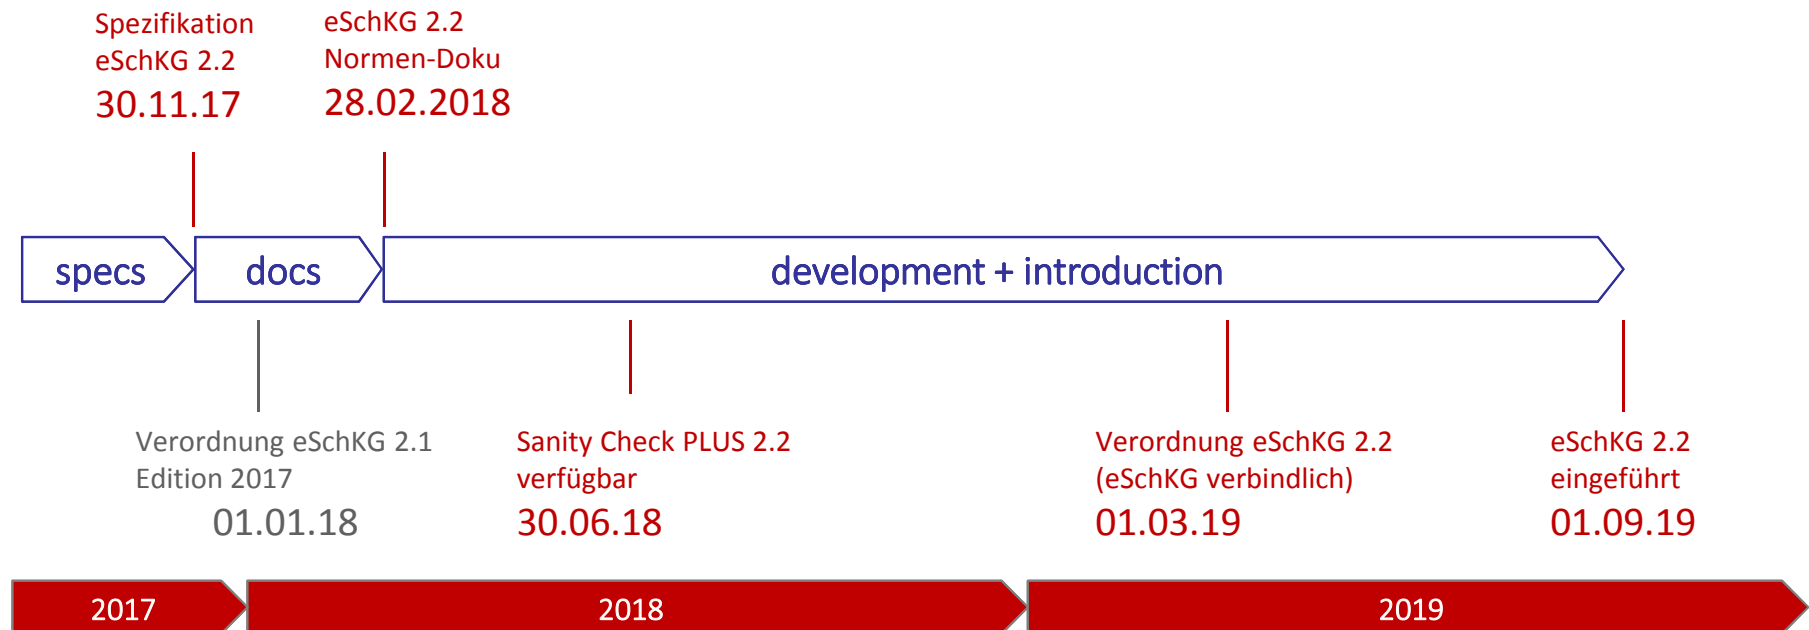 Spezifikation
eSchKG 2.2
30.11.17
eSchKG 2.2
Normen-Doku
28.02.2018
specs
docs
development + introduction
Verordnung eSchKG 2.1
Edition 2017
01.01.18
Sanity Check PLUS 2.2
verfügbar
30.06.18
Verordnung eSchKG 2.2
(eSchKG verbindlich)
01.03.19
eSchKG 2.2
eingeführt
01.09.19
2017
2018
2019